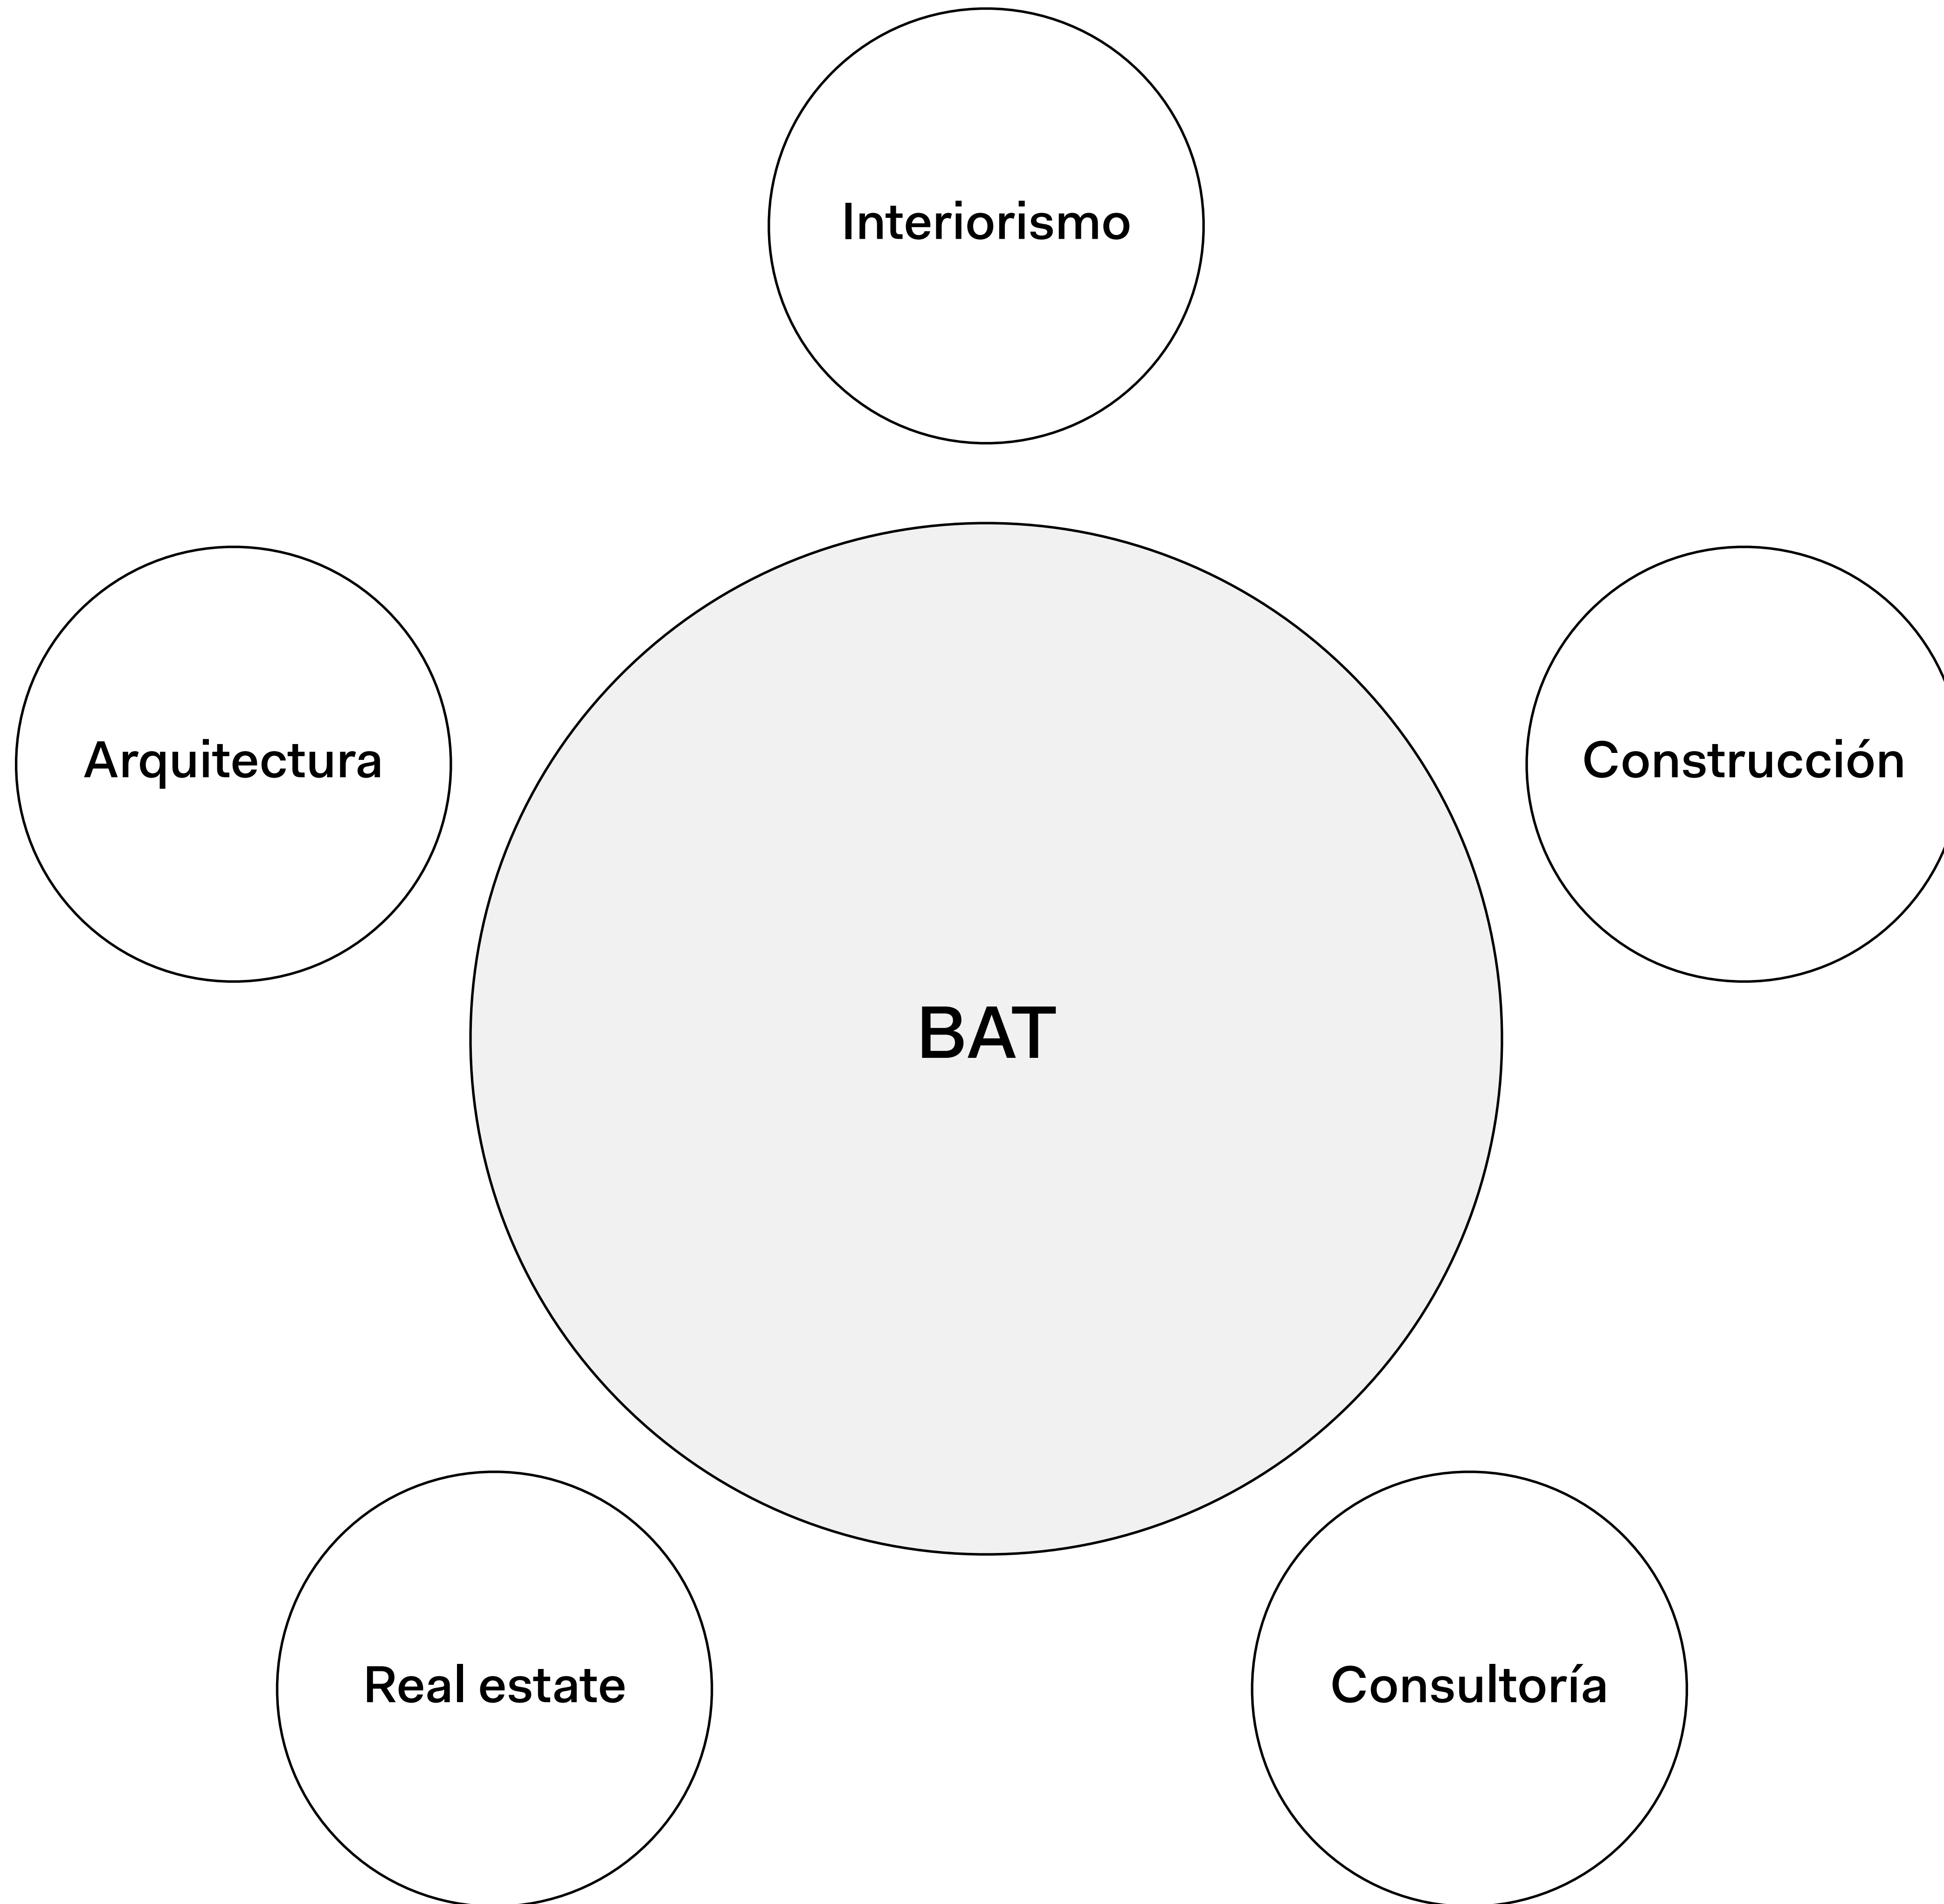 Interiorismo
Arquitectura
Construcción
BAT
Real estate
Consultoría